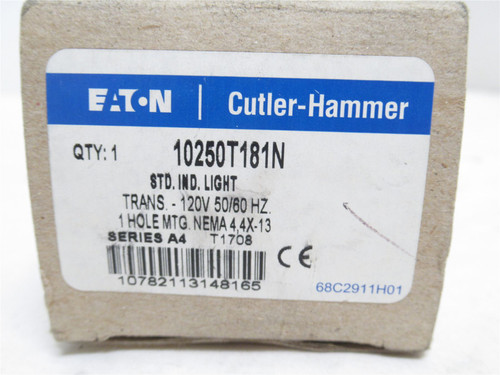 EATON | Cutler-Hammer
QTY: 1 10250T181N
STD. IND. LIGHT
TRANS. - 120V 50/60 HZ.
1 HOLE MTG. NEMA 4,4X-13
SERIES A4 T1708
CE
10782113148165
68C2911H01